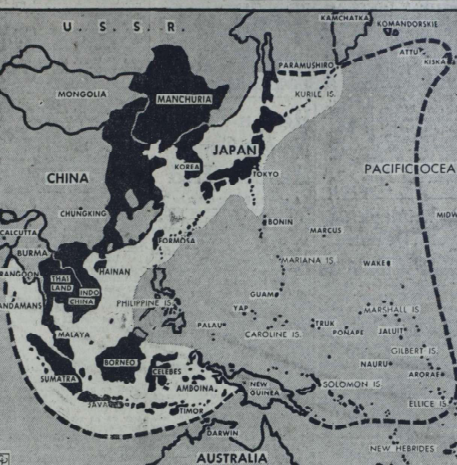 U. S. S. R.
KAMCHATKA
KOMANDORSKIE
ATTU
KISKA
PARAMUSHIRO
MONGOLIA
MANCHURIA
KURILE IS.
JAPAN
KOREA
TOKYO
CHINA
PACIFIC OCEA
CHUNGKING
BONIN
MIDW
CALCUTTA
FORMOSA
MARCUS
BURMA
HAINAN
MARIANA IS.
WAKE
RANGOON
THAI
LAND
INDO
CHINA
ANDAMANS
PHILIPPINE IS.
GUAM
YAP
MARSHALL IS.
MALAYA
PALAU
TRUK
PONAPE
JALUIT
CAROLINE IS.
GILBERT IS.
BORNEO
CELEBES
NAURU
SUMATRA
AMBOINA
NEW
GUINEA
ARORAE
SOLOMON IS.
JAVA
TIMOR
ELLICE IS.
DARWIN
NEW HEBRIDES
AUSTRALIA